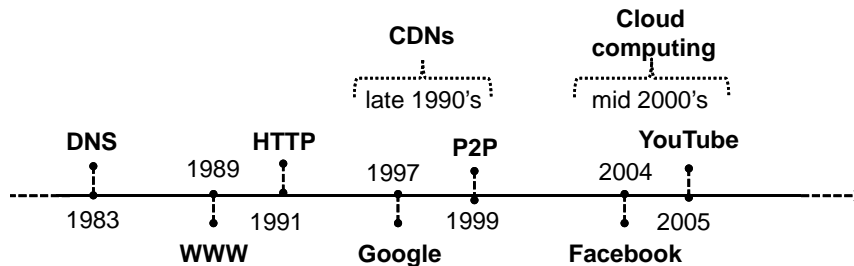 CDNs
Cloud
computing
late 1990's
mid 2000's
DNS
1989
HTTP
1997
P2P
2004
YouTube
1983
1991
1999
2005
WWW
Google
Facebook